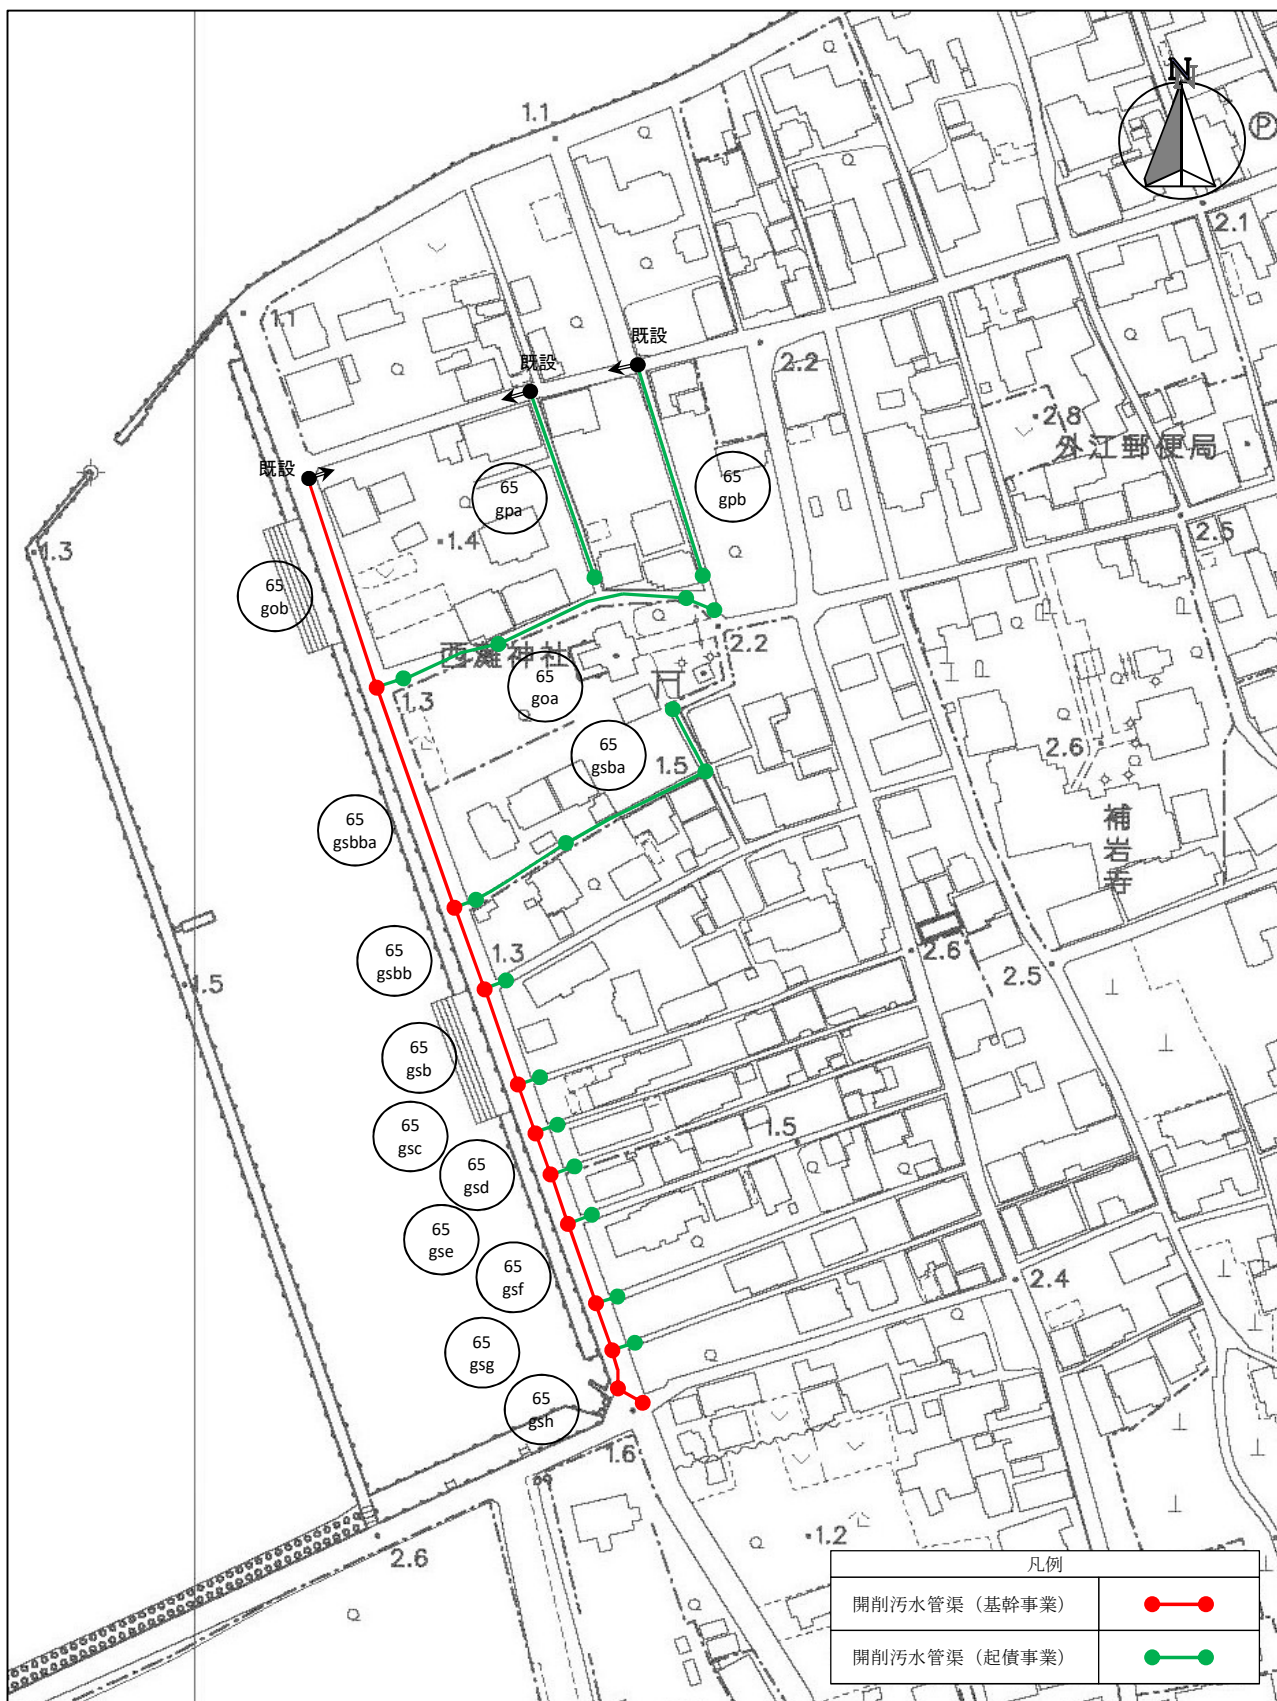 N
P
1.1
2.1
1.1
既設
既設
2.2
2.8
外江郵便局
既設
65
gpa
65
gpb
1.3
1.4
2.5
65
gob
2.2
西灘神社
65
goa
1.3
65
gsba
1.5
2.6
65
gsbba
補岩寺
1.3
65
gsbb
2.6
2.5
1.5
65
gsb
65
gsc
1.5
65
gsd
65
gse
65
gsf
2.4
65
gsg
65
gsh
1.6
1.2
2.6
凡例
開削汚水管渠（基幹事業）
開削汚水管渠（起債事業）